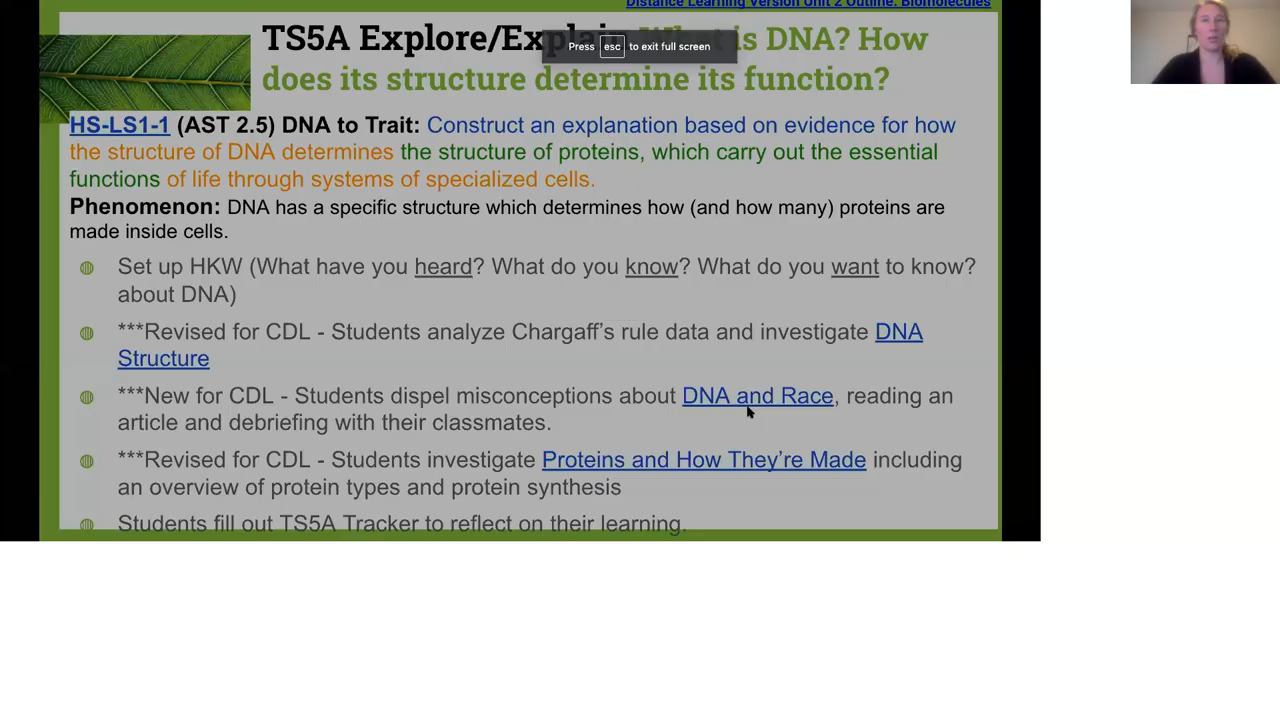 Distance Learning Version Unit 2 Outline: Biomolecules
TS5A Explore/Explain: What is DNA? How
Press esc to exit full screen
does its structure determine its function?
HS-LS1-1 (AST 2.5) DNA to Trait: Construct an explanation based on evidence for how
the structure of DNA determines the structure of proteins, which carry out the essential
functions of life through systems of specialized cells.
Phenomenon: DNA has a specific structure which determines how (and how many) proteins are
made inside cells.
Set up HKW (What have you heard? What do you know? What do you want to know?
about DNA)
***Revised for CDL - Students analyze Chargaff's rule data and investigate DNA
Structure
***New for CDL - Students dispel misconceptions about DNA and Race, reading an
article and debriefing with their classmates.
***Revised for CDL - Students investigate Proteins and How They're Made including
an overview of protein types and protein synthesis
Students fill out TS5A Tracker to reflect on their learning.